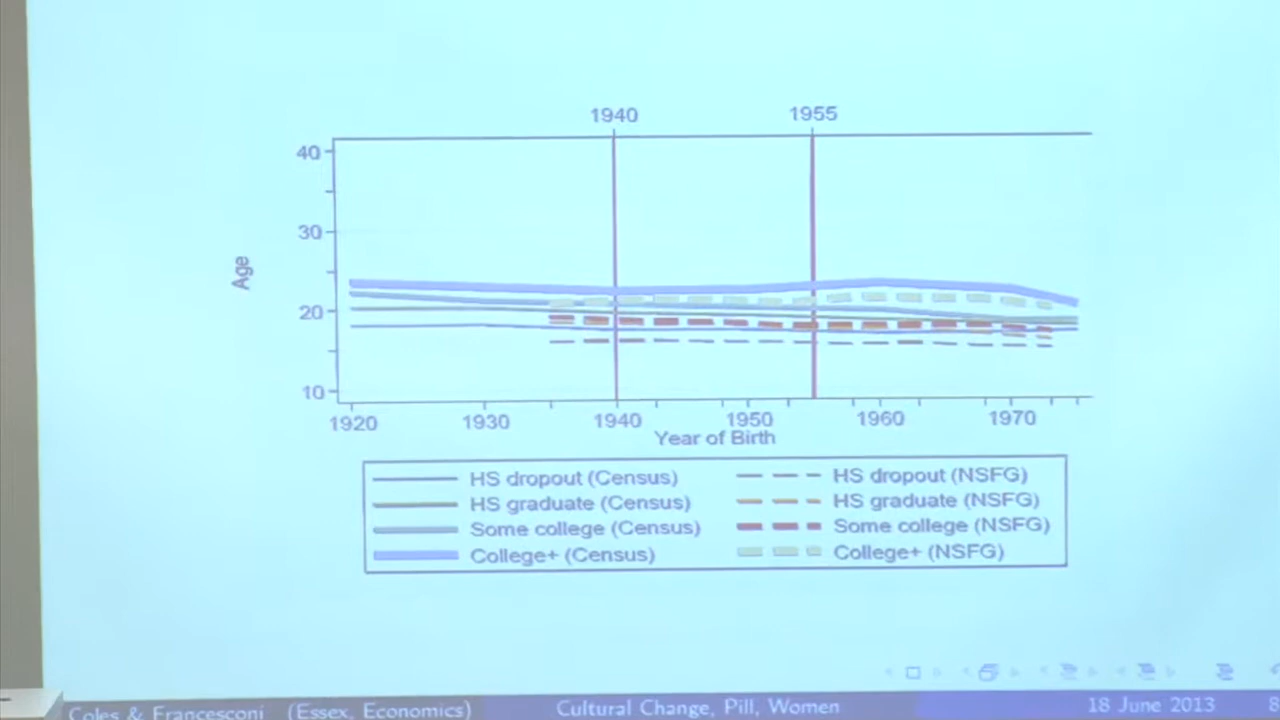 1940 1955
40
30
20
10
Age
1920 1930 1940 1950 1960 1970
Year of Birth
HS dropout (Census) HS dropout (NSFG)
HS graduate (Census) HS graduate (NSFG)
Some college (Census) Some college (NSFG)
College+ (Census) College+ (NSFG)
Coles & Francesconi (Essex, Economics) Cultural Change, Pill, Women 18 June 2013 8